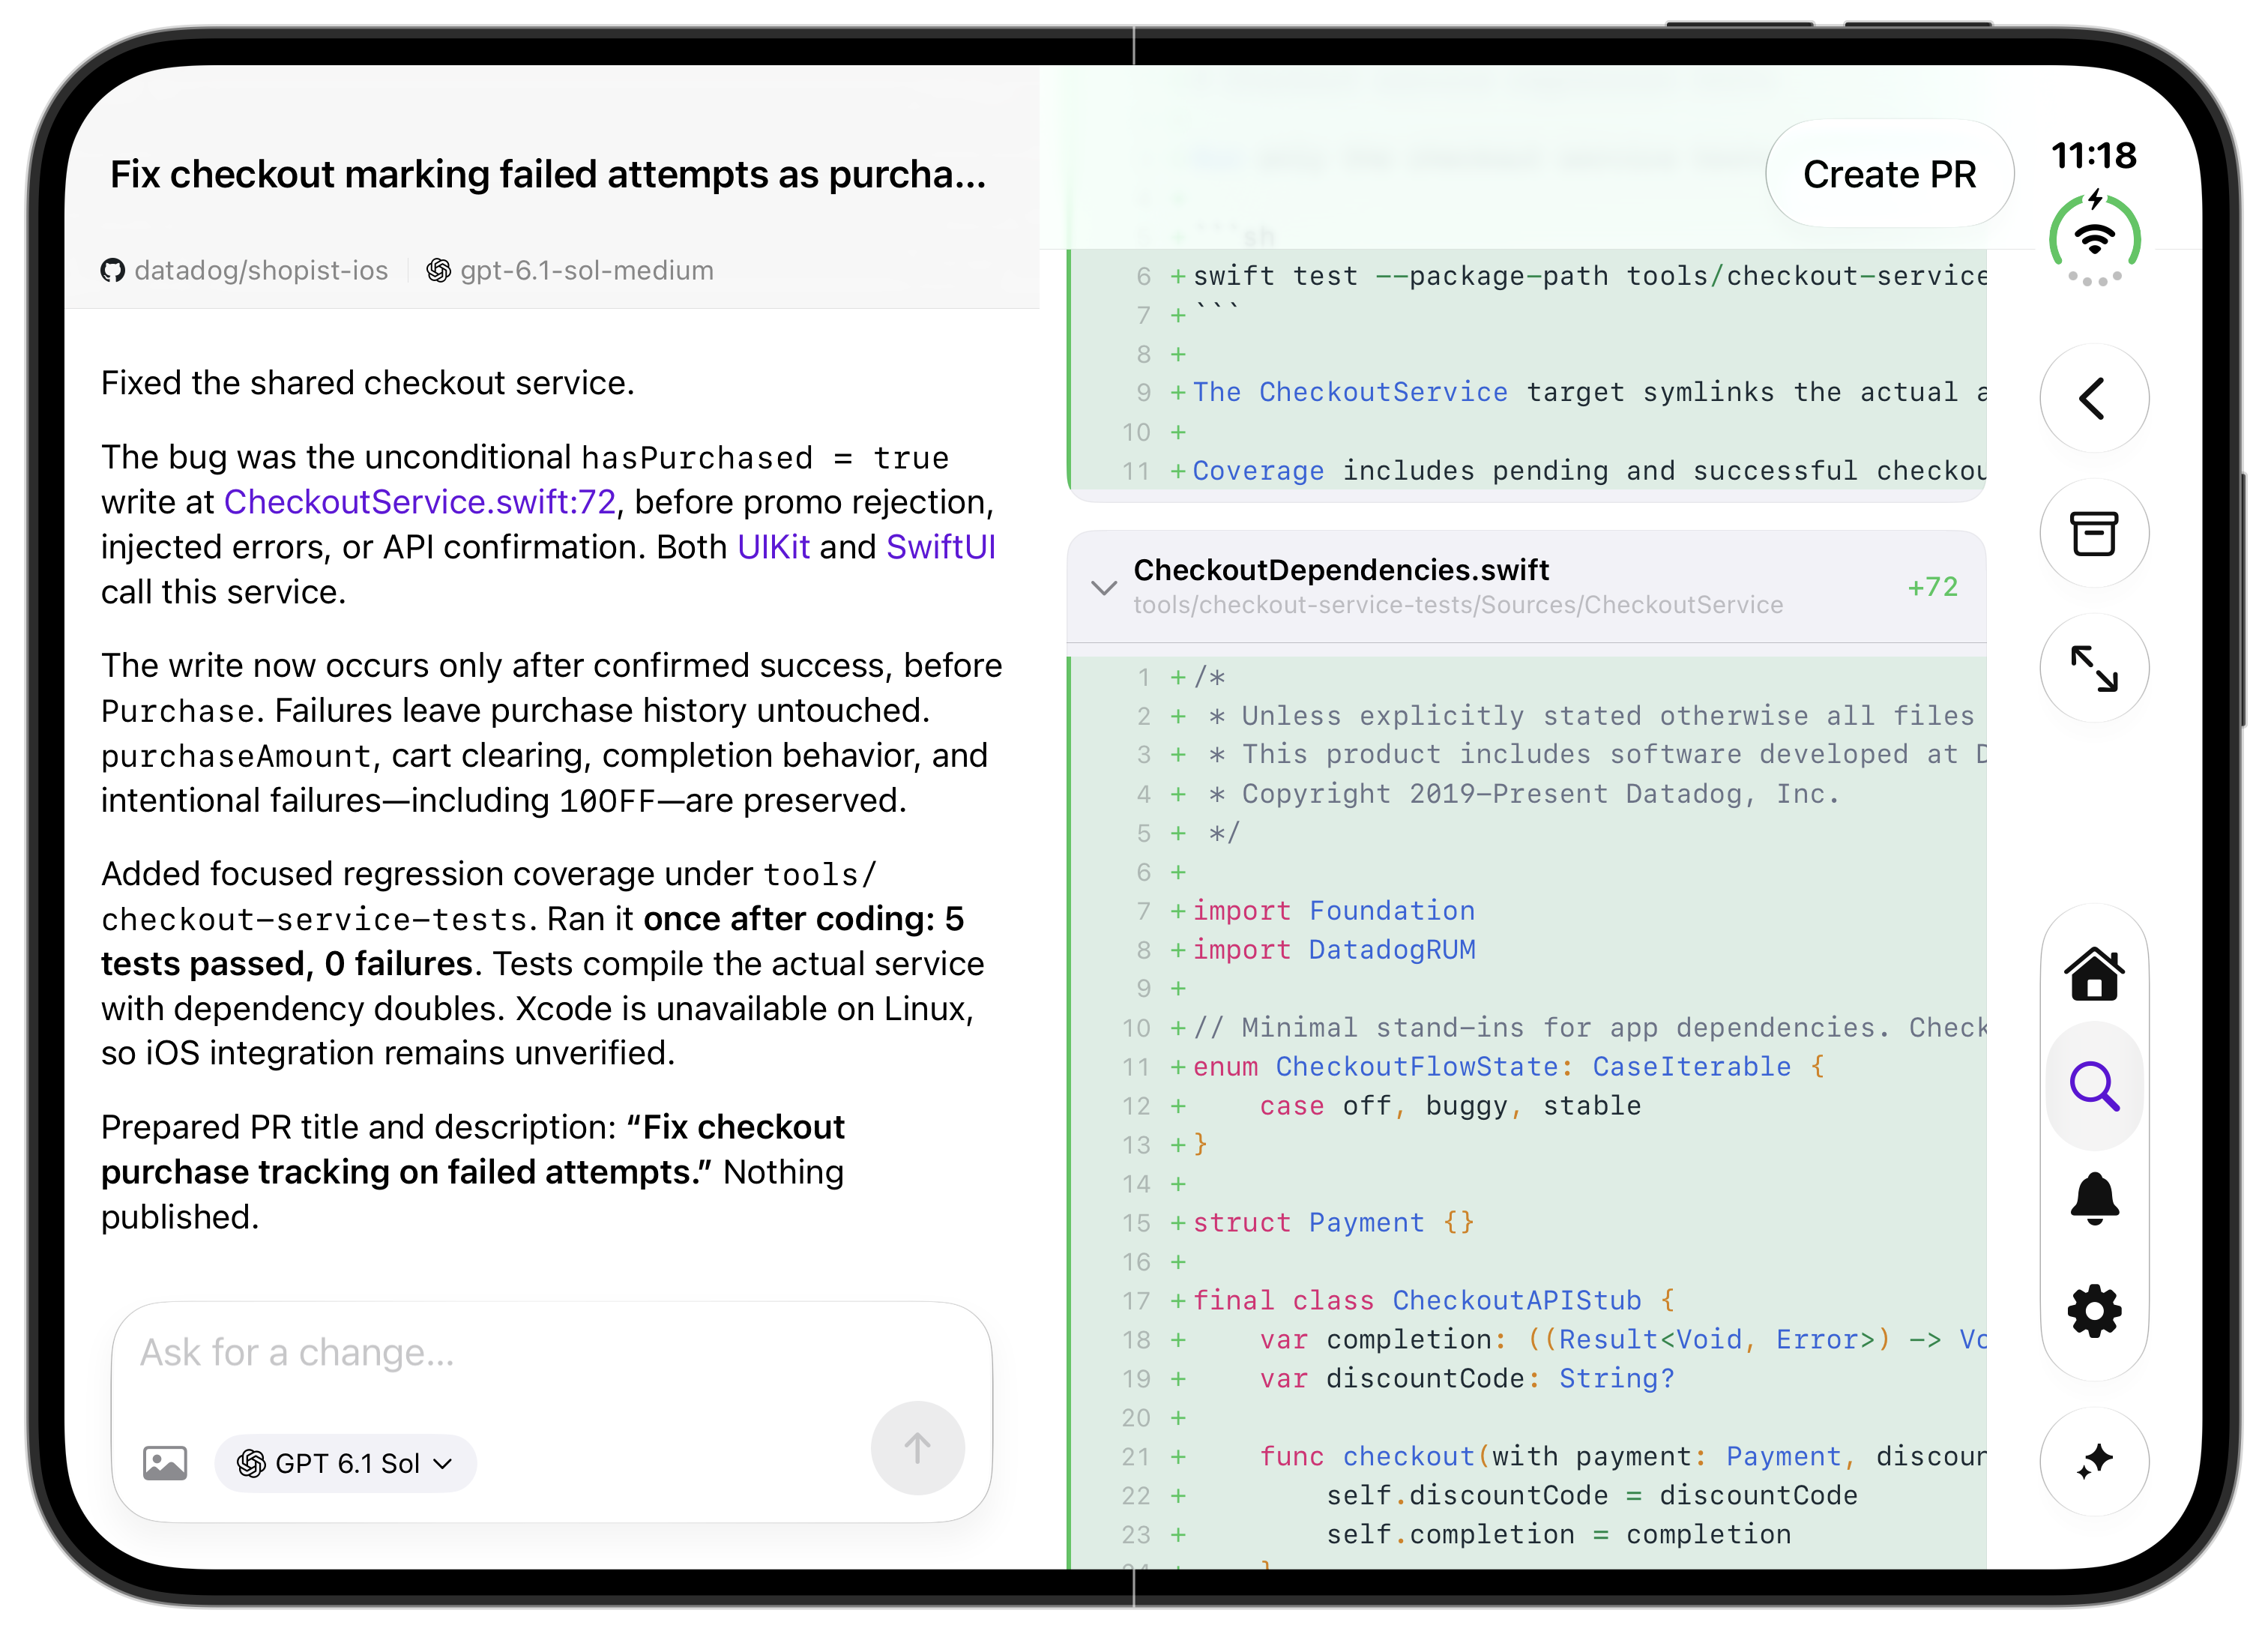 Fix checkout marking failed attempts as purcha...
datadog/shopist-ios
gpt-6.1-sol-medium
Fixed the shared checkout service.
The bug was the unconditional hasPurchased = true
write at CheckoutService.swift:72, before promo rejection,
injected errors, or API confirmation. Both UIKit and SwiftUI
call this service.
The write now occurs only after confirmed success, before
Purchase. Failures leave purchase history untouched.
purchaseAmount, cart clearing, completion behavior, and
intentional failures—including 10OFF—are preserved.
Added focused regression coverage under tools/
checkout-service-tests. Ran it once after coding: 5
tests passed, 0 failures. Tests compile the actual service
with dependency doubles. Xcode is unavailable on Linux,
so iOS integration remains unverified.
Prepared PR title and description: “Fix checkout
purchase tracking on failed attempts.” Nothing
published.
Ask for a change...
GPT 6.1 Sol
Create PR
+```sh
6 +swift test --package-path tools/checkout-service
7 +```
8 +
9 +The CheckoutService target symlinks the actual a
10 +
11 +Coverage includes pending and successful checkou
CheckoutDependencies.swift
tools/checkout-service-tests/Sources/CheckoutService
+72
1 +/*
2 + * Unless explicitly stated otherwise all files
3 + * This product includes software developed at D
4 + * Copyright 2019-Present Datadog, Inc.
5 + */
6 +
7 +import Foundation
8 +import DatadogRUM
9 +
10 +// Minimal stand-ins for app dependencies. Check
11 +enum CheckoutFlowState: CaseIterable {
12 +    case off, buggy, stable
13 +}
14 +
15 +struct Payment {}
16 +
17 +final class CheckoutAPIStub {
18 +    var completion: ((Result<Void, Error>) -> Vo
19 +    var discountCode: String?
20 +
21 +    func checkout(with payment: Payment, discoun
22 +        self.discountCode = discountCode
23 +        self.completion = completion
24 +    }
11:18